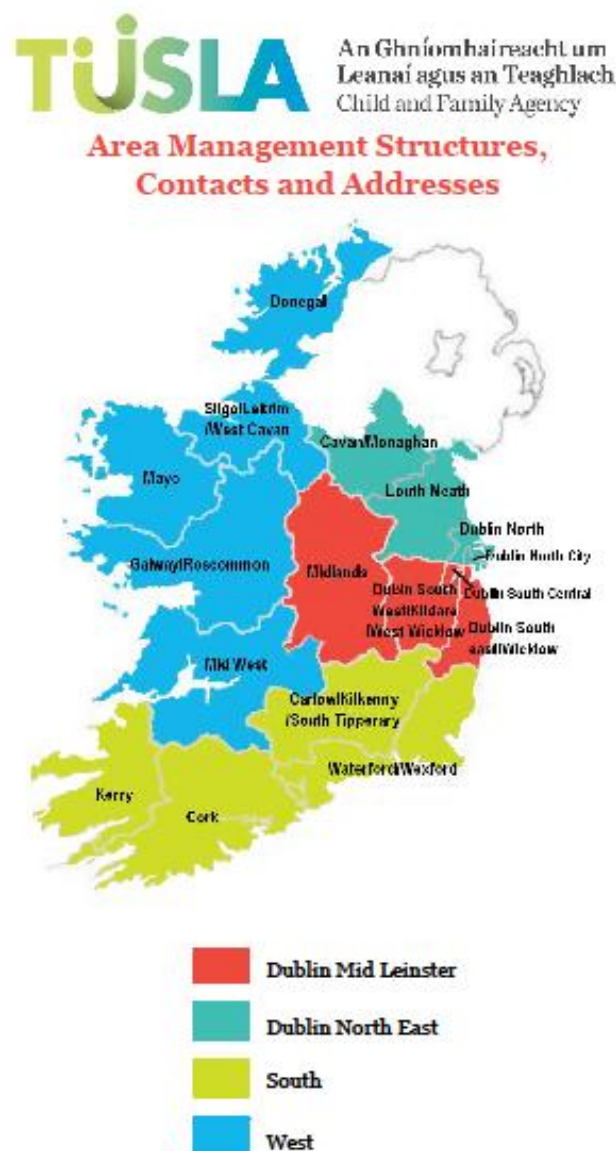 TUSLA
An Ghníomhaireacht um
Leanaí agus an Teaghlach
Child and Family Agency
Area Management Structures,
Contacts and Addresses
Donegal
Sligo/Leitrim
/West Cavan
Cavan/Monaghan
Mayo
Louth Meath
Dublin North
Dublin North City
Galway/Roscommon
Midlands
Dublin South
West/Kildare
/West Wicklow
Dublin South Central
Dublin South
east/Wicklow
Mid West
Carlow/Kilkenny
/South Tipperary
Waterford/Wexford
Kerry
Cork
Dublin Mid Leinster
Dublin North East
South
West